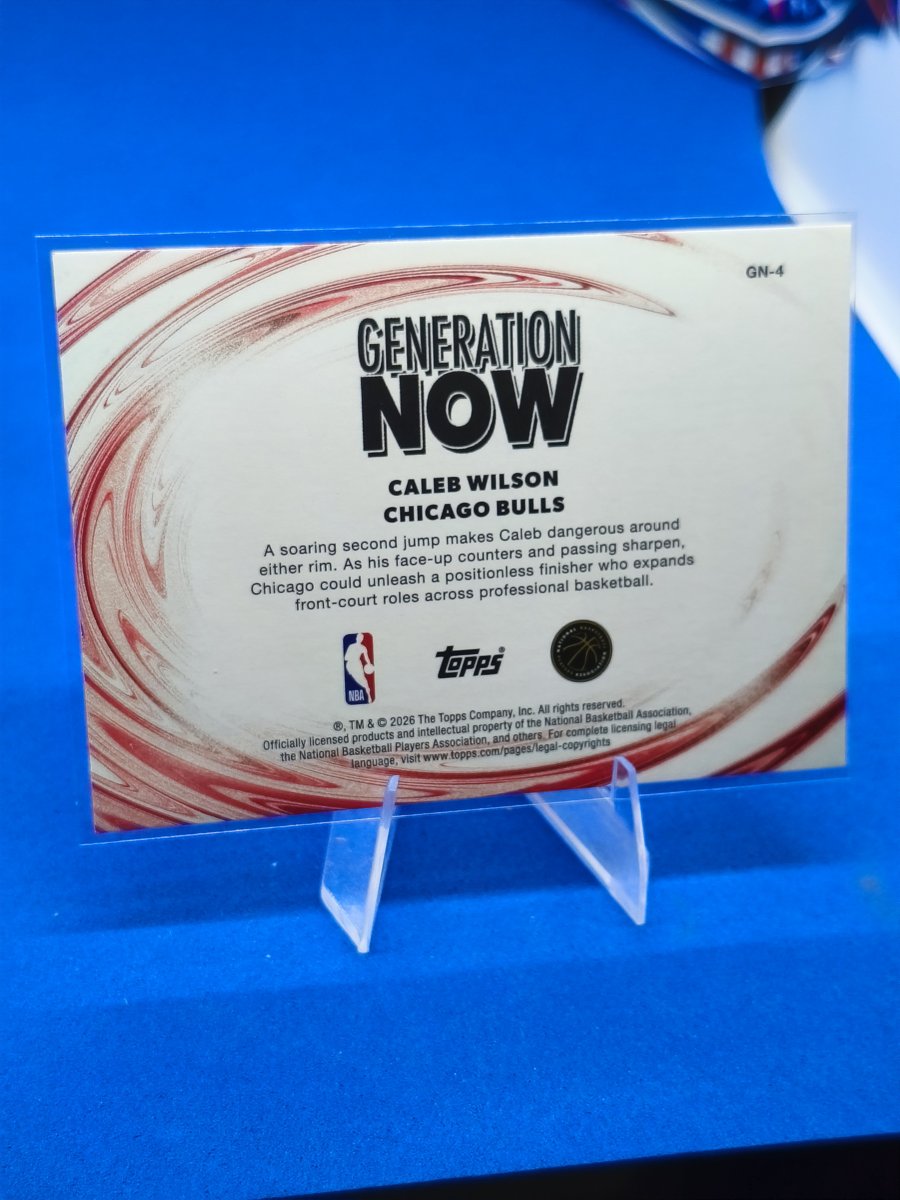 GN-4
GENERATION
NOW
CALEB WILSON
CHICAGO BULLS
A soaring second jump makes Caleb dangerous around
either rim. As his face-up counters and passing sharpen,
Chicago could unleash a positionless finisher who expands
front-court roles across professional basketball.
NBA
topps®
®, TM & © 2026 The Topps Company, Inc. All rights reserved.
Officially licensed products and intellectual property of the National Basketball Association,
the National Basketball Players Association, and others. For complete licensing legal
language, visit www.topps.com/pages/legal-copyrights